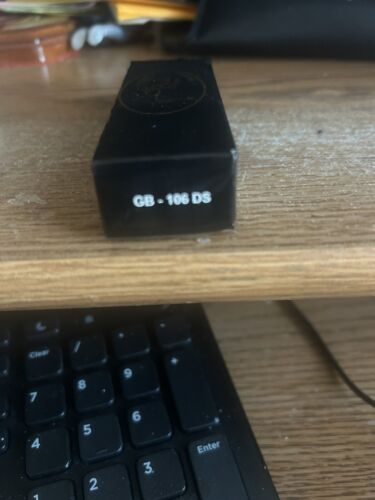 GB - 106 DS
Clear / * -
7 8 9 +
4 5 6
1 2 3 Enter